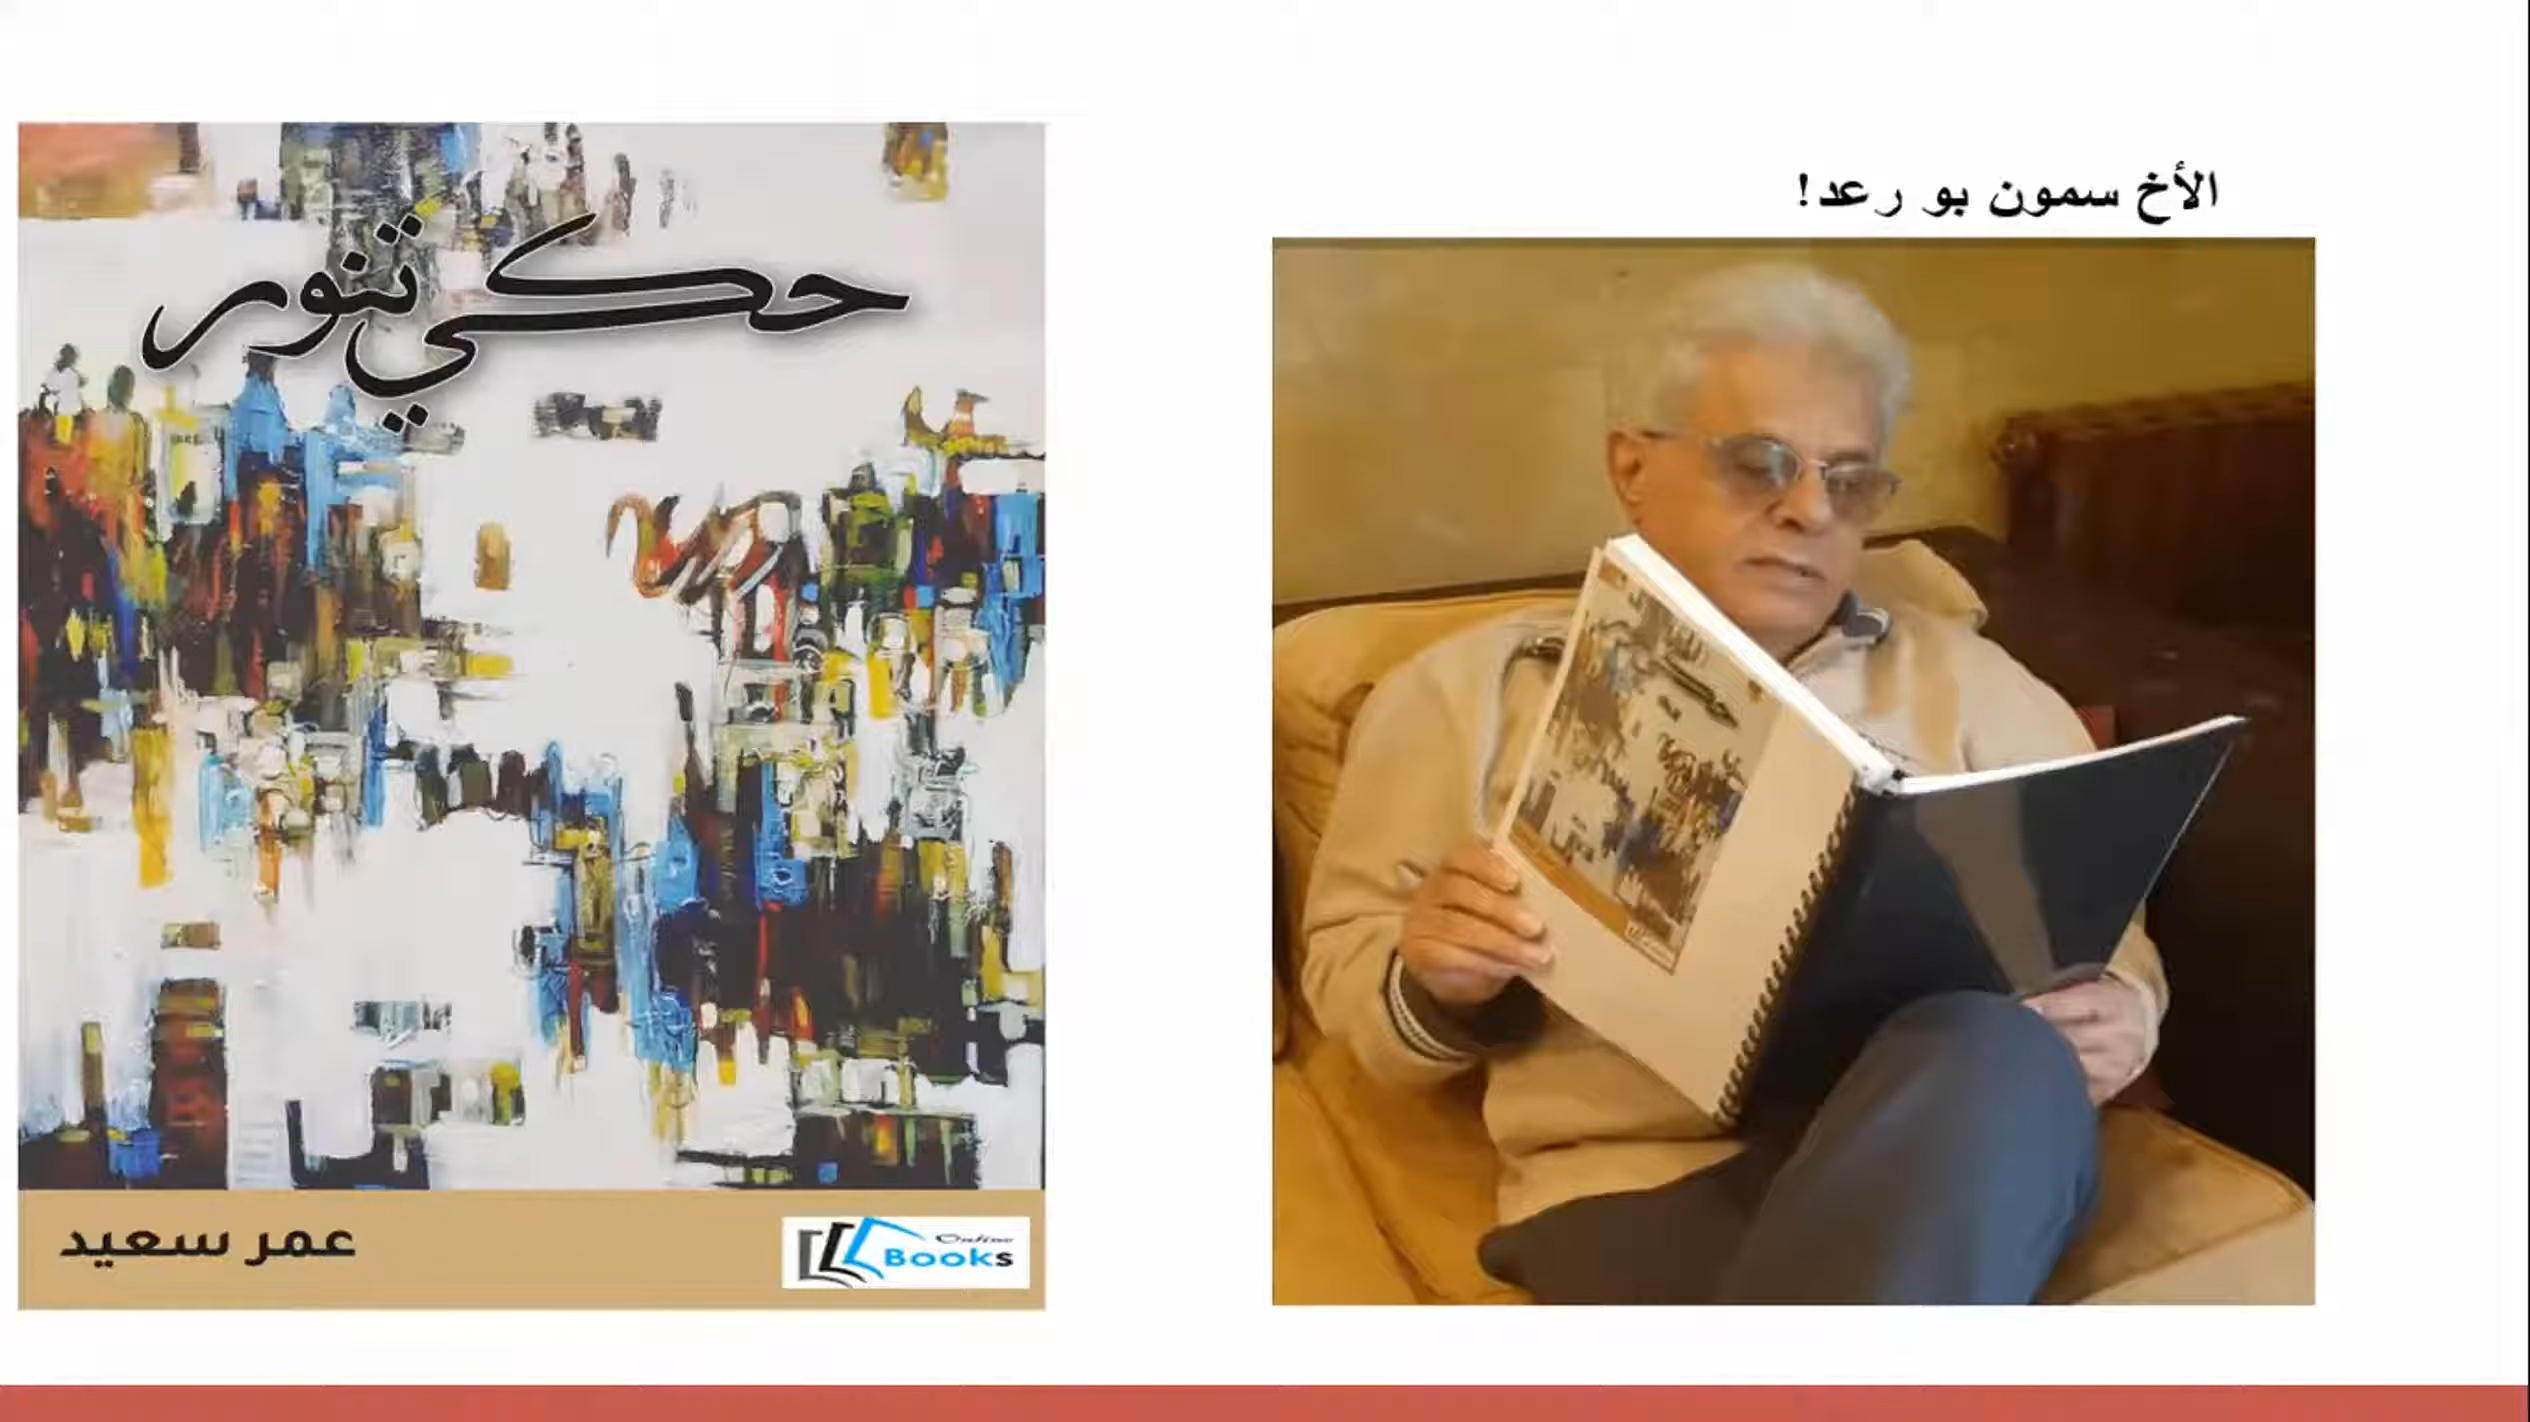 الأخ سمون بو رعد!
حكي تنور
عمر سعيد
Online
Books